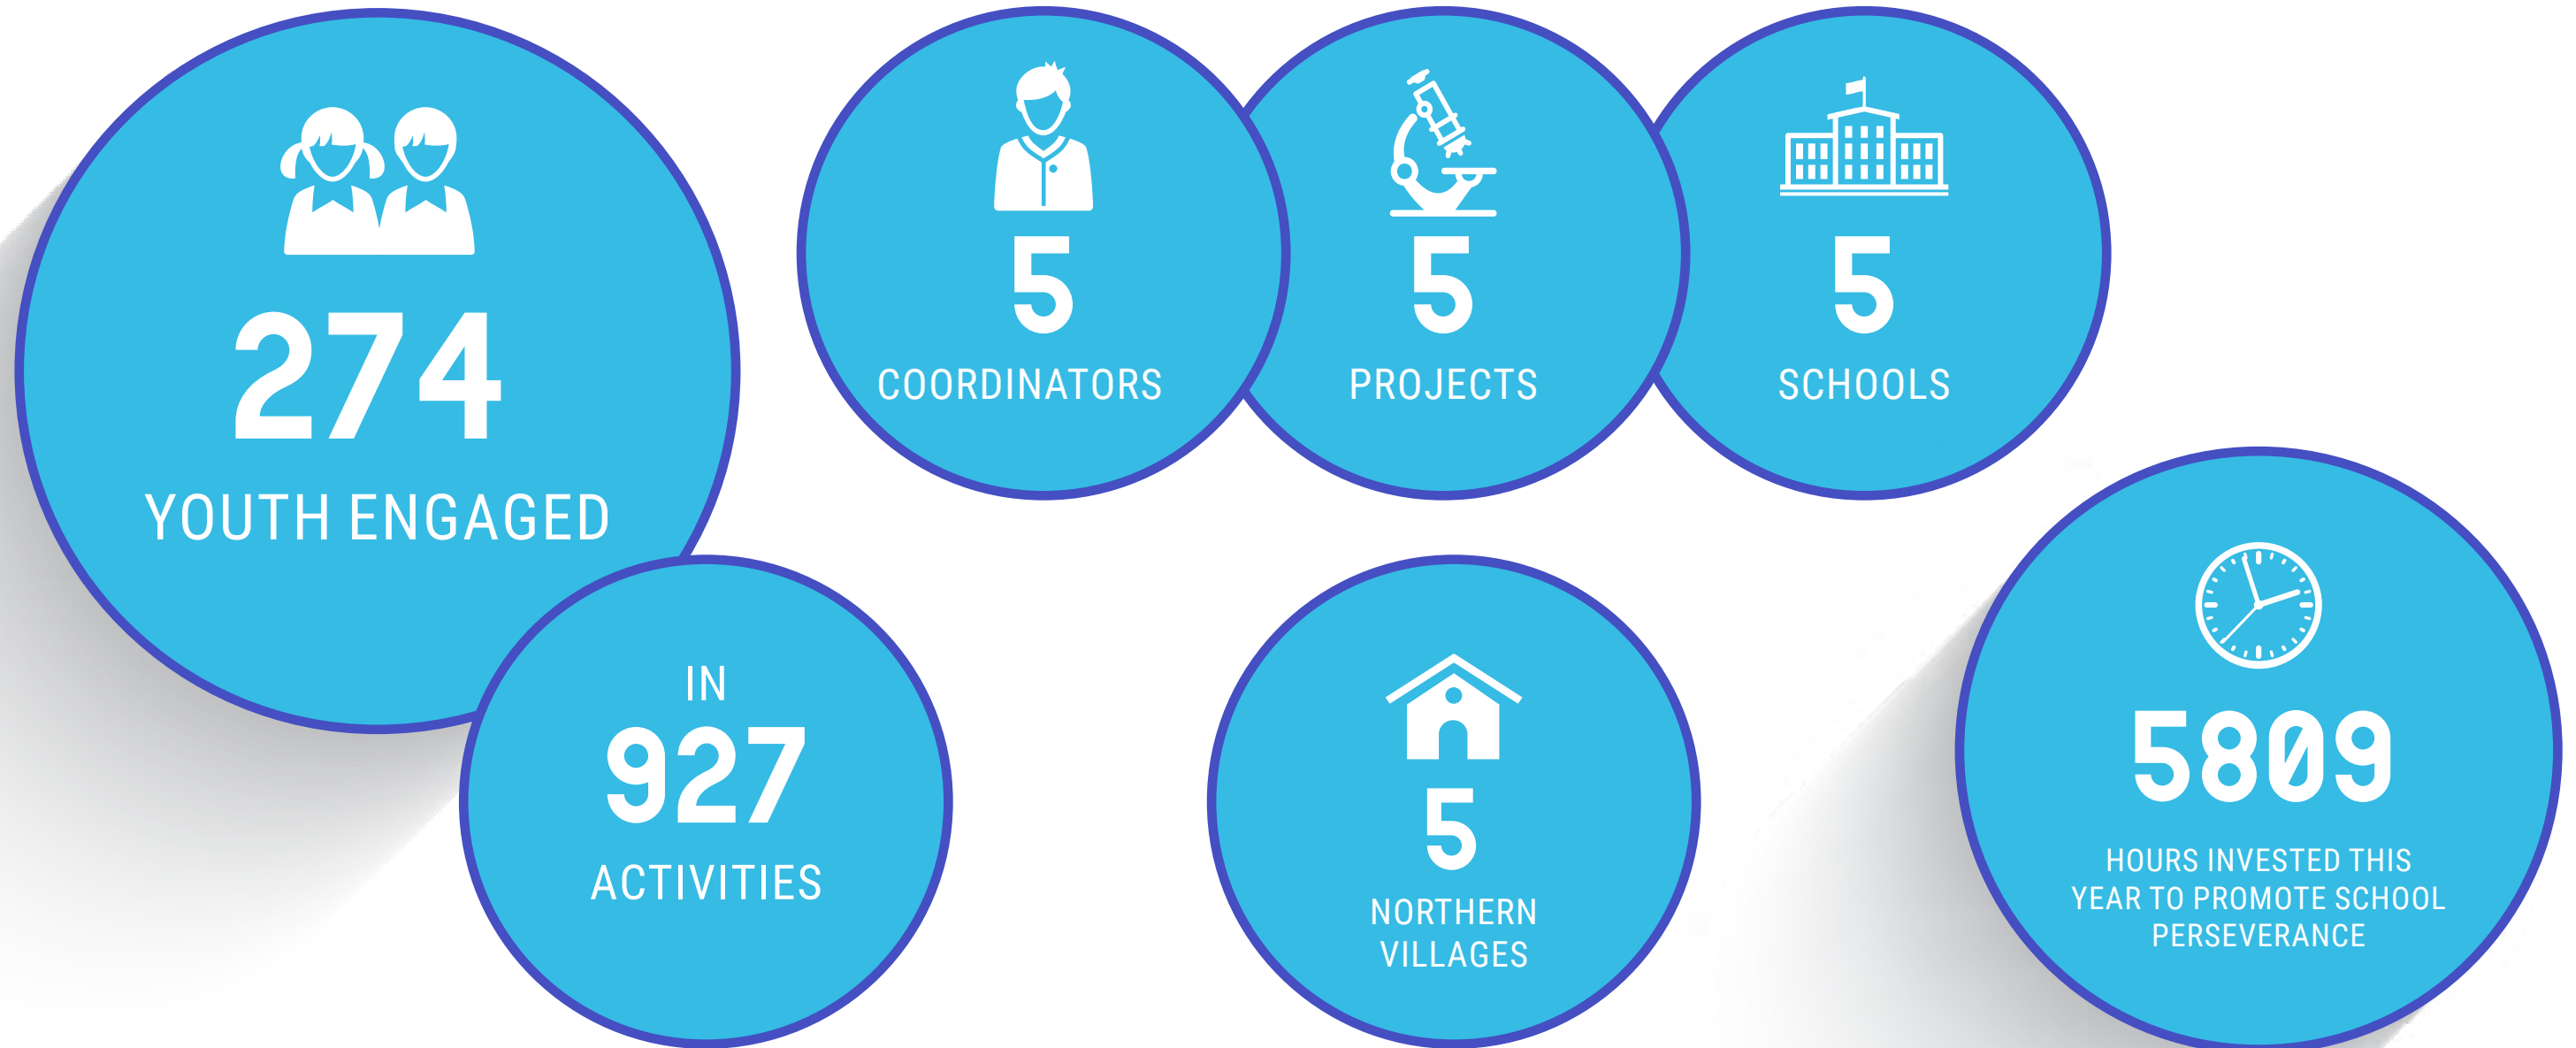 274
YOUTH ENGAGED
IN
927
ACTIVITIES
5
COORDINATORS
5
PROJECTS
5
SCHOOLS
5
NORTHERN
VILLAGES
5809
HOURS INVESTED THIS
YEAR TO PROMOTE SCHOOL
PERSEVERANCE